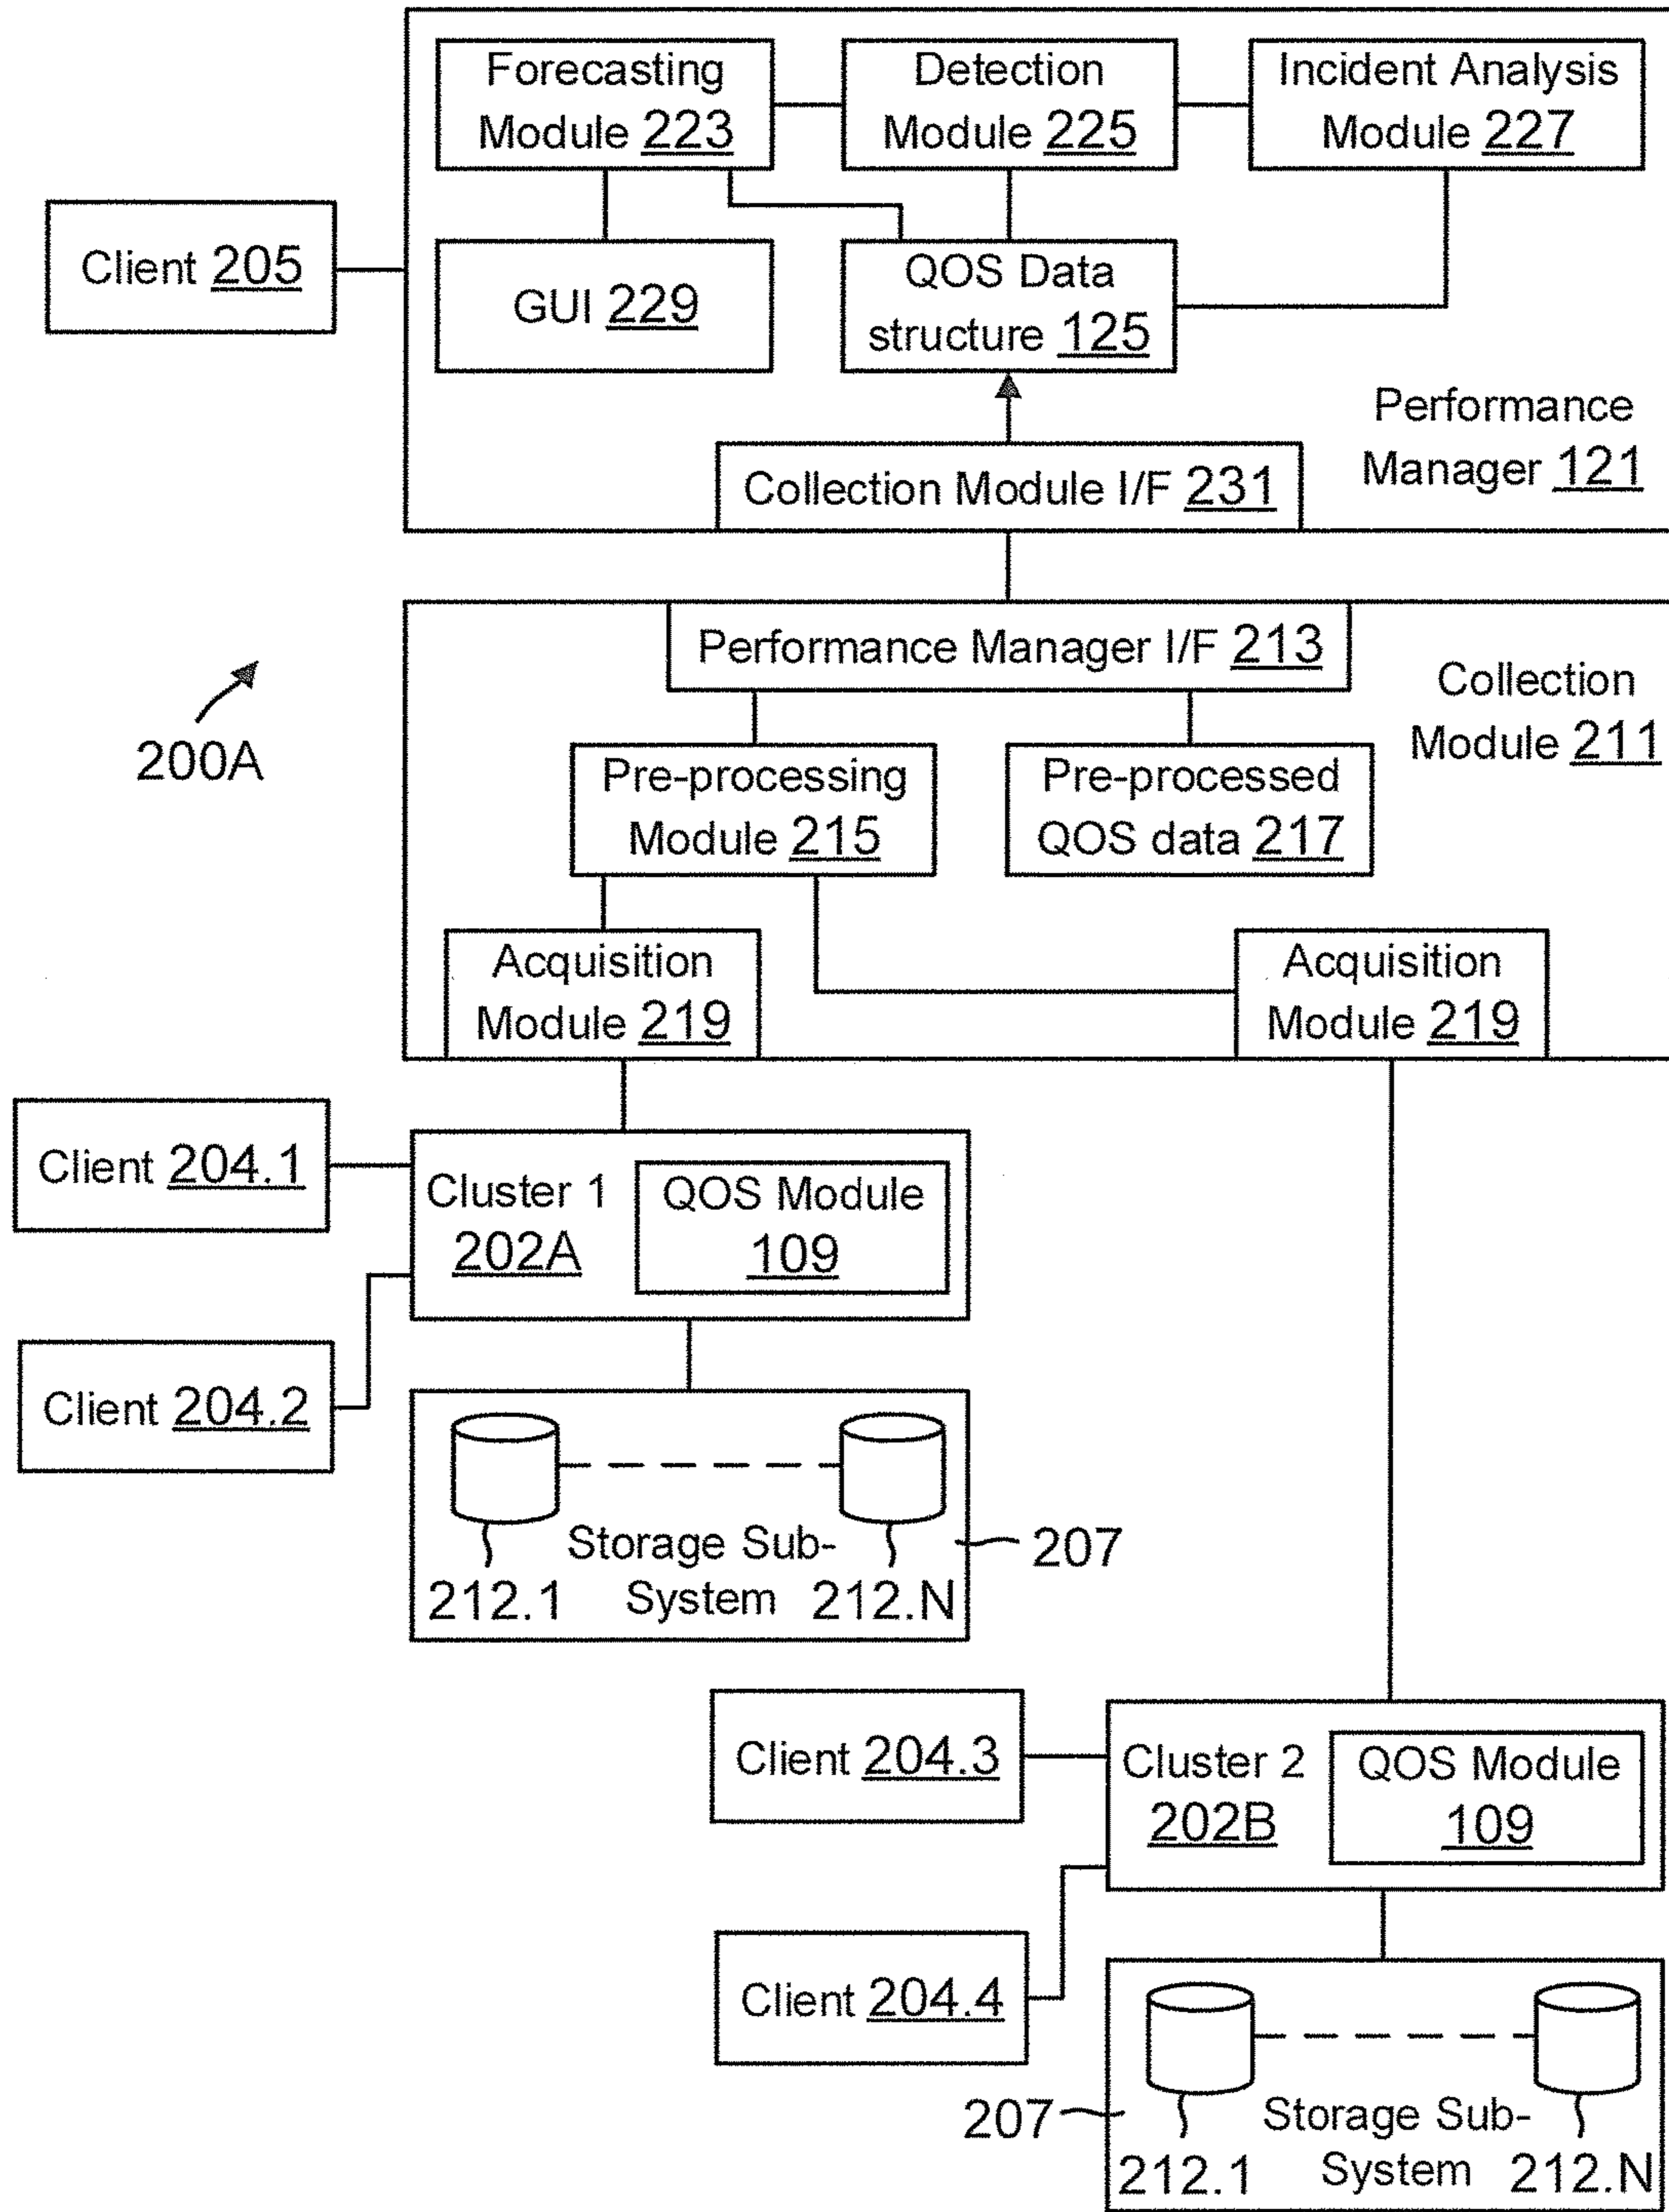 Forecasting
Module 223
Detection
Module 225
Incident Analysis
Module 227
Client 205
GUI 229
QOS Data
structure 125
Performance
Manager 121
Collection Module I/F 231
Performance Manager I/F 213
Collection
Module 211
200A
Pre-processing
Module 215
Pre-processed
QOS data 217
Acquisition
Module 219
Acquisition
Module 219
Client 204.1
Cluster 1
202A
QOS Module
109
Client 204.2
Storage Sub-
System
212.1
212.N
207
Client 204.3
Cluster 2
202B
QOS Module
109
Client 204.4
207
Storage Sub-
System
212.1
212.N